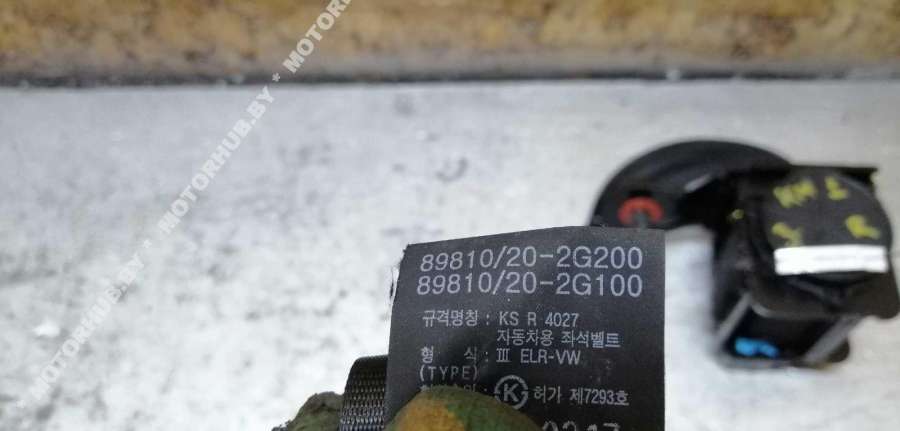 MOTORHUB.BY * MOTORHUB.BY * MOTORHUB.BY
89810/20-2G200
89810/20-2G100
규격명칭 : KS R 4027
자동차용 좌석벨트
형 식 : III ELR-VW
(TYPE)
K 허가 제7293호
R